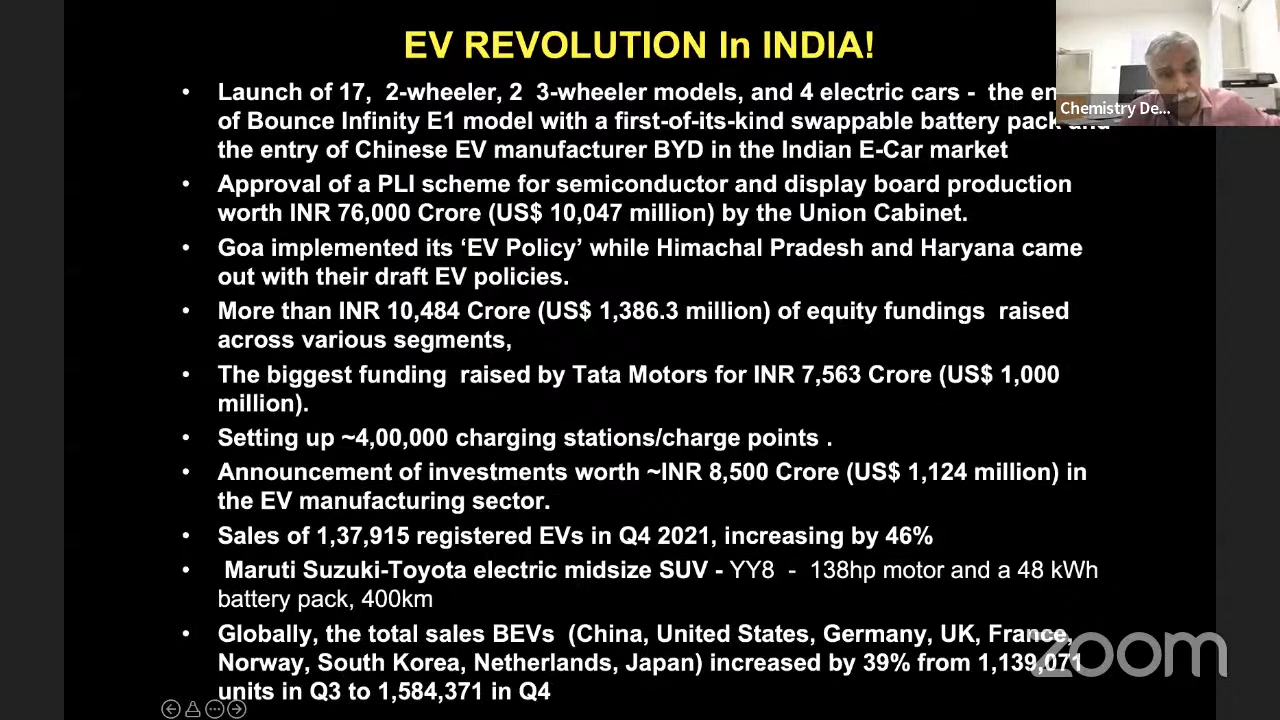 EV REVOLUTION In INDIA!
• Launch of 17, 2-wheeler, 2 3-wheeler models, and 4 electric cars - the
of Bounce Infinity E1 model with a first-of-its-kind swappable battery pack and
the entry of Chinese EV manufacturer BYD in the Indian E-Car market
• Approval of a PLI scheme for semiconductor and display board production
worth INR 76,000 Crore (US$ 10,047 million) by the Union Cabinet.
• Goa implemented its ‘EV Policy’ while Himachal Pradesh and Haryana came
out with their draft EV policies.
• More than INR 10,484 Crore (US$ 1,386.3 million) of equity fundings raised
across various segments,
• The biggest funding raised by Tata Motors for INR 7,563 Crore (US$ 1,000
million).
• Setting up ~4,00,000 charging stations/charge points .
• Announcement of investments worth ~INR 8,500 Crore (US$ 1,124 million) in
the EV manufacturing sector.
• Sales of 1,37,915 registered EVs in Q4 2021, increasing by 46%
• Maruti Suzuki-Toyota electric midsize SUV - YY8 - 138hp motor and a 48 kWh
battery pack, 400km
• Globally, the total sales BEVs (China, United States, Germany, UK, France,
Norway, South Korea, Netherlands, Japan) increased by 39% from 1,139,071
units in Q3 to 1,584,371 in Q4
Chemistry De...
zoom